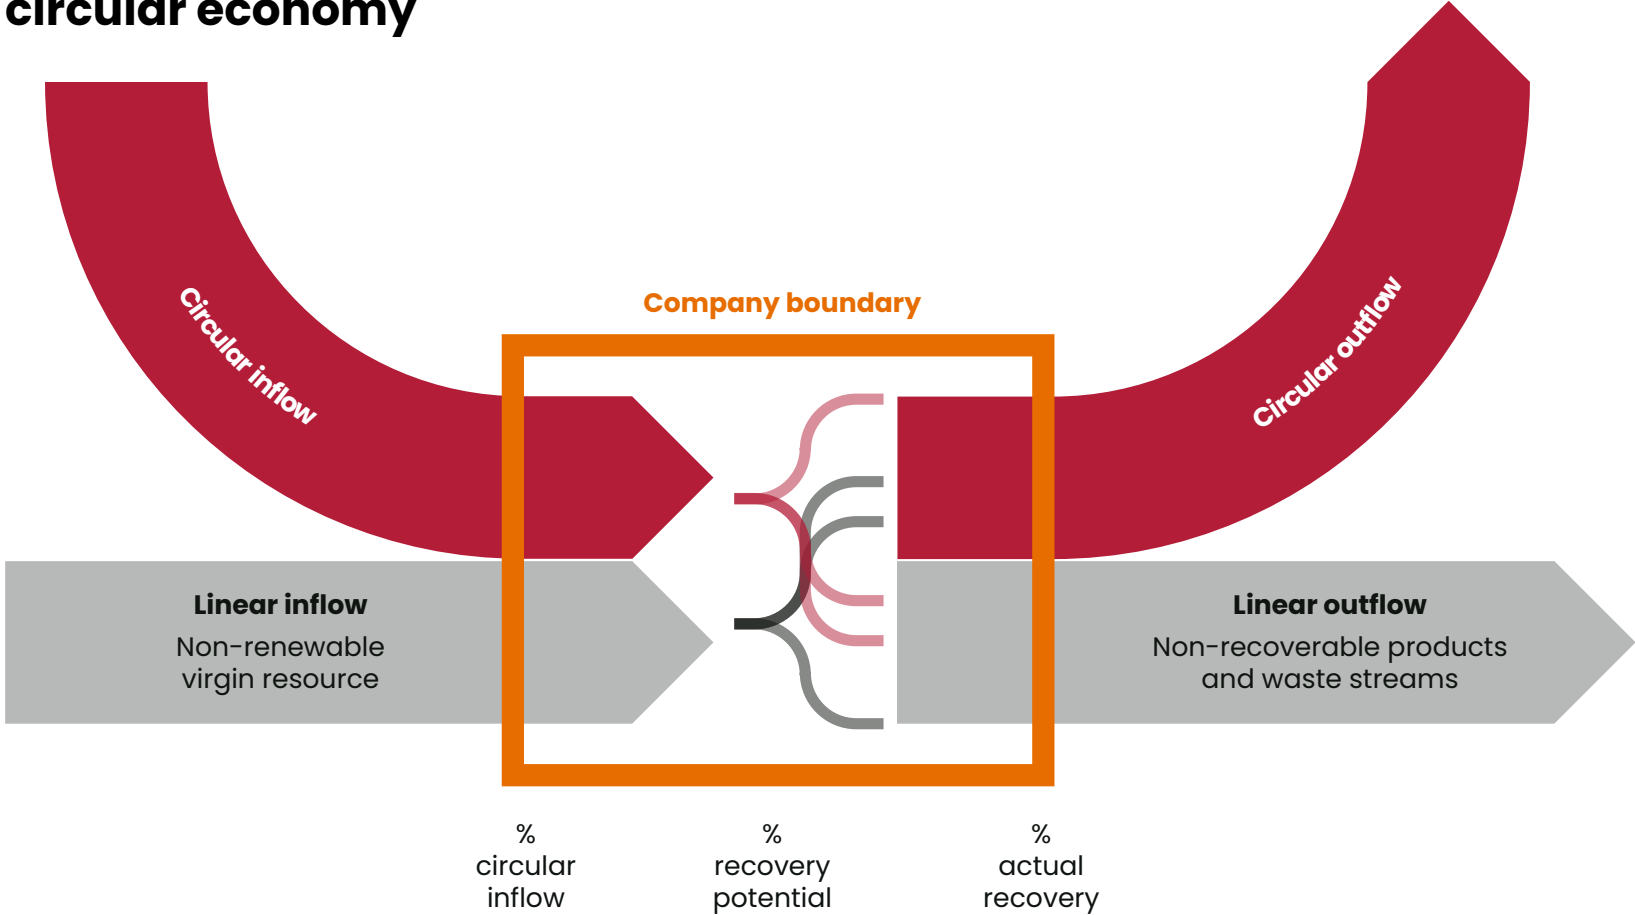 circular economy
Circular inflow
Company boundary
Circular outflow
Linear inflow
Non-renewable
virgin resource
Linear outflow
Non-recoverable products
and waste streams
%
circular
inflow
%
recovery
potential
%
actual
recovery